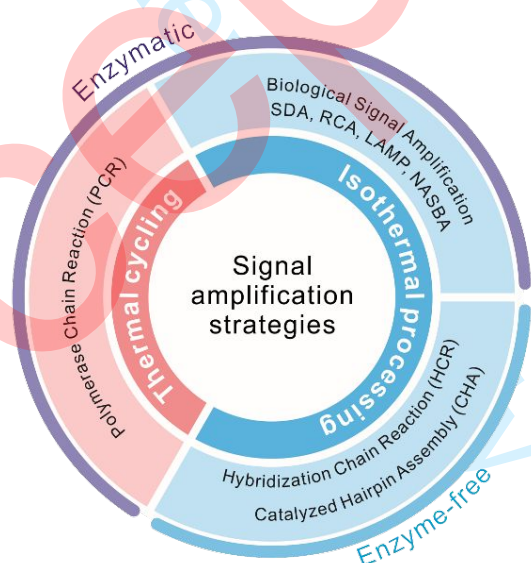 Enzymatic
Biological Signal Amplification
SDA, RCA, LAMP, NASBA
Polymerase Chain Reaction (PCR)
Thermal cycling
Isothermal processing
Signal
amplification
strategies
Hybridization Chain Reaction (HCR)
Catalyzed Hairpin Assembly (CHA)
Enzyme-free